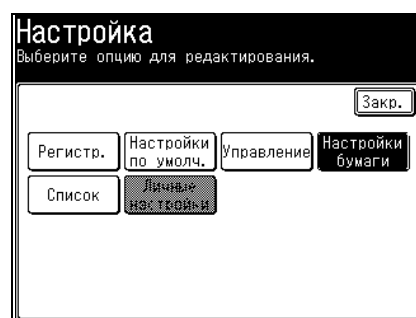 Настройка
Выберите опцию для редактирования.
Закр.
Регистр.
Настройки
по умолч.
Управление
Настройки
бумаги
Список
Личные
настройки